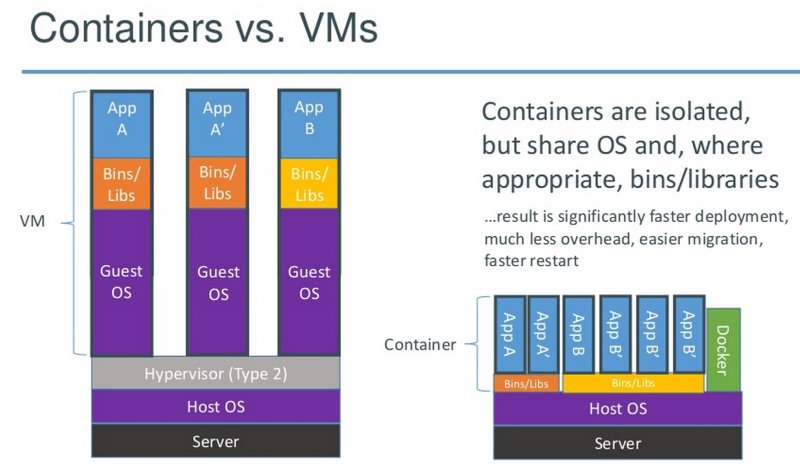 Containers vs. VMs
VM
App
A
App
A’
App
B
Bins/
Libs
Bins/
Libs
Bins/
Libs
Guest
OS
Guest
OS
Guest
OS
Hypervisor (Type 2)
Host OS
Server
Containers are isolated,
but share OS and, where
appropriate, bins/libraries
…result is significantly faster deployment,
much less overhead, easier migration,
faster restart
Container
App A
App A’
App B
App B’
App B’
App B’
Docker
Bins/Libs
Bins/Libs
Host OS
Server